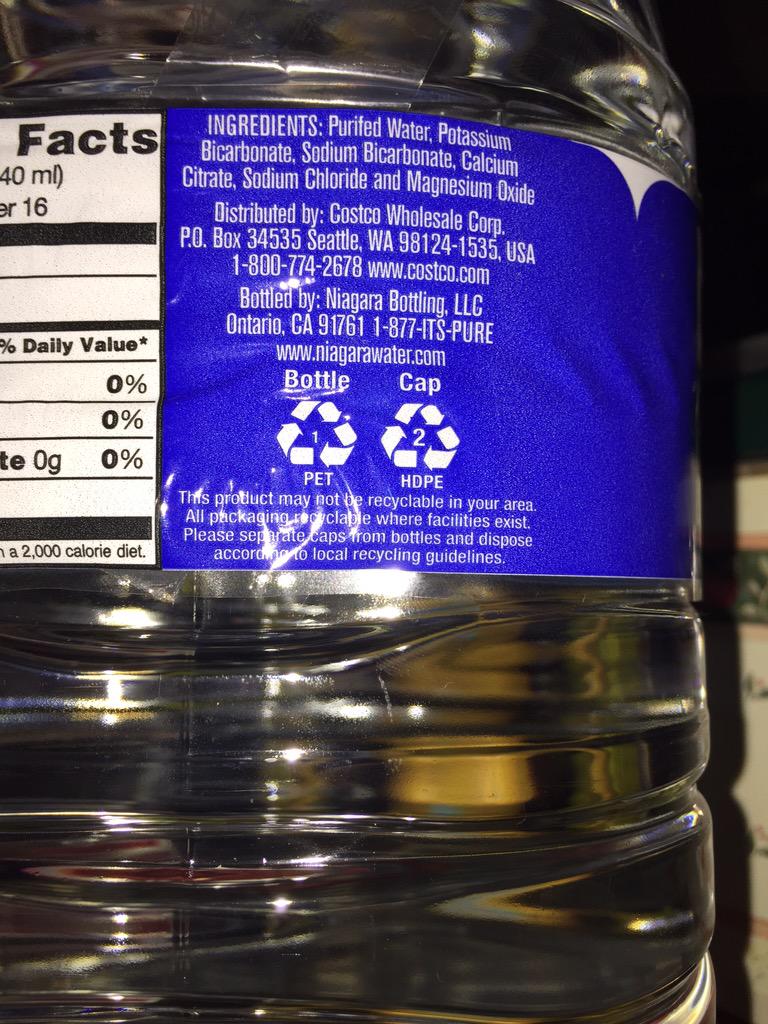 Facts
40 ml)
er 16
% Daily Value*
0%
0%
te 0g 0%
n a 2,000 calorie diet.
INGREDIENTS: Purifed Water, Potassium
Bicarbonate, Sodium Bicarbonate, Calcium
Citrate, Sodium Chloride and Magnesium Oxide
Distributed by: Costco Wholesale Corp.
P.O. Box 34535 Seattle, WA 98124-1535, USA
1-800-774-2678 www.costco.com
Bottled by: Niagara Bottling, LLC
Ontario, CA 91761 1-877-ITS-PURE
www.niagarawater.com
Bottle Cap
1 2
PET HDPE
This product may not be recyclable in your area.
All packaging recyclable where facilities exist.
Please separate caps from bottles and dispose
according to local recycling guidelines.